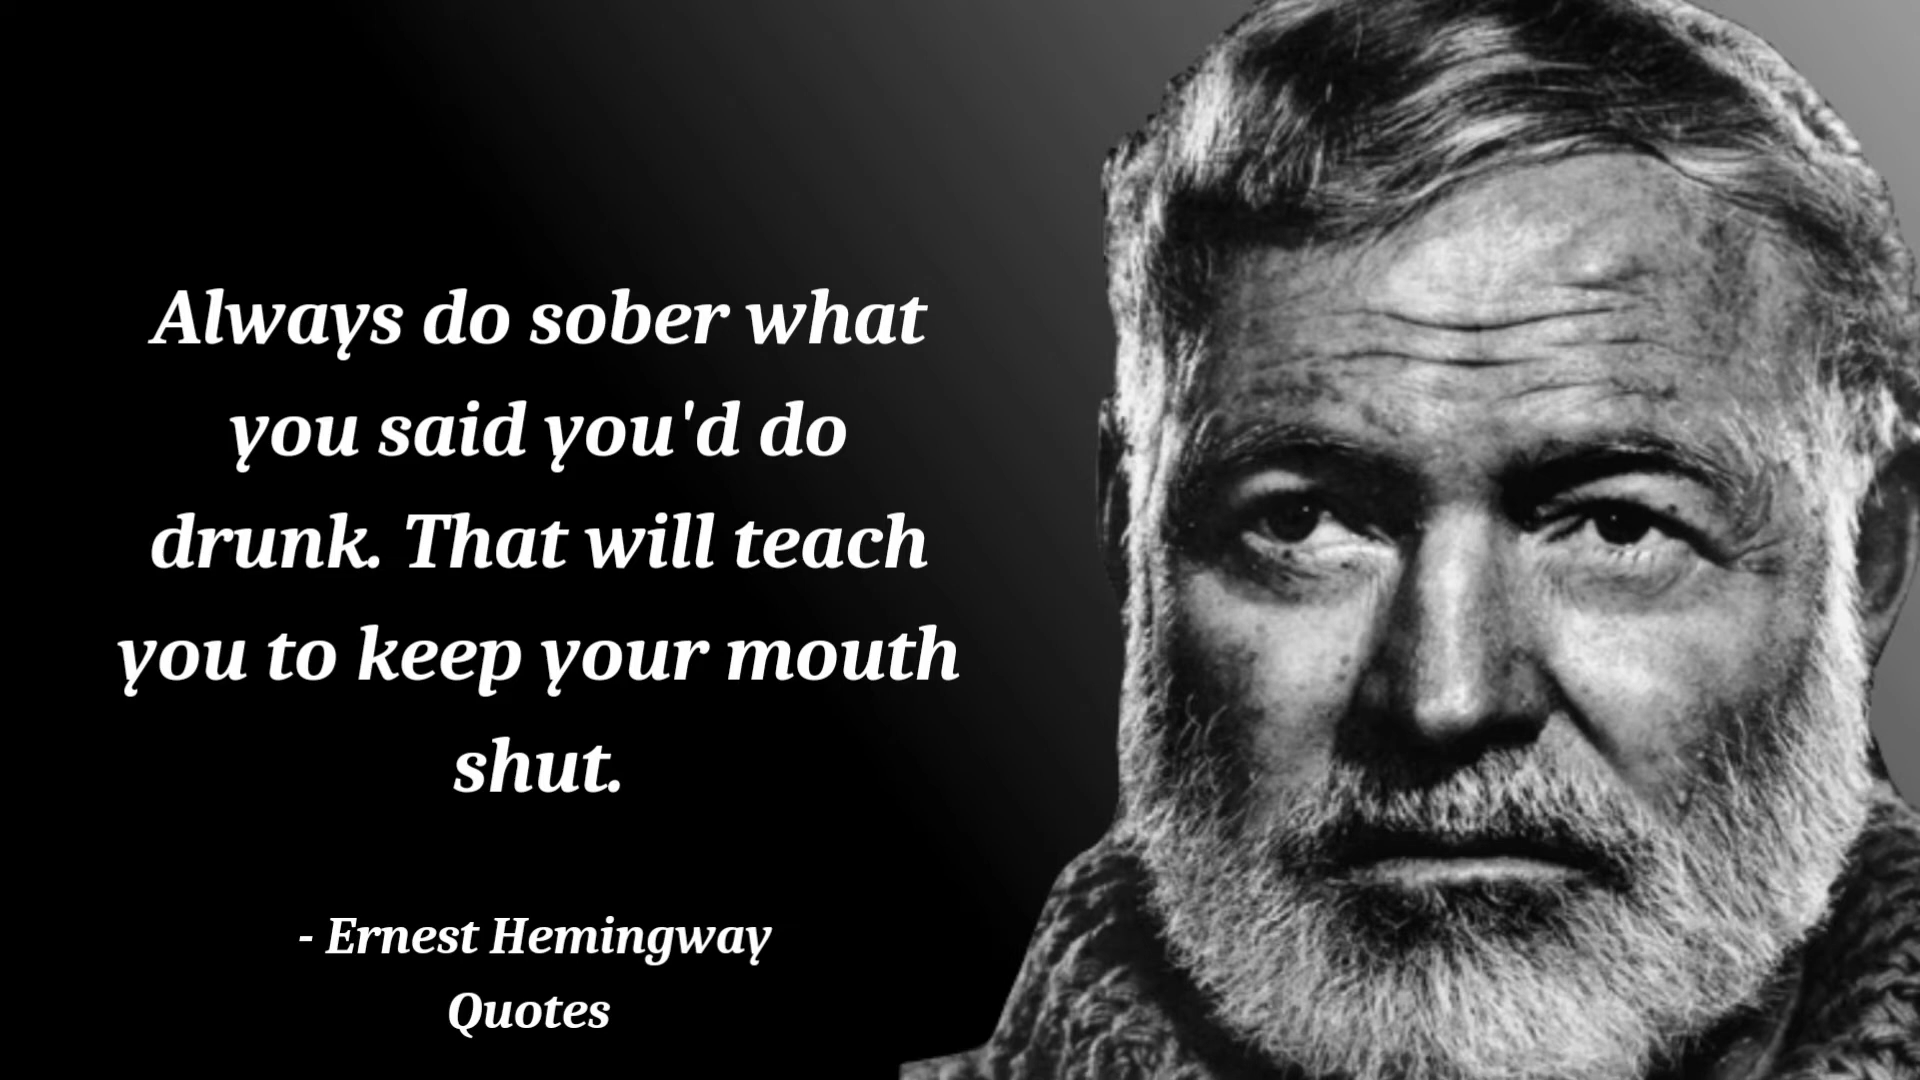 Always do sober what
you said you'd do
drunk. That will teach
you to keep your mouth
shut.
- Ernest Hemingway
Quotes